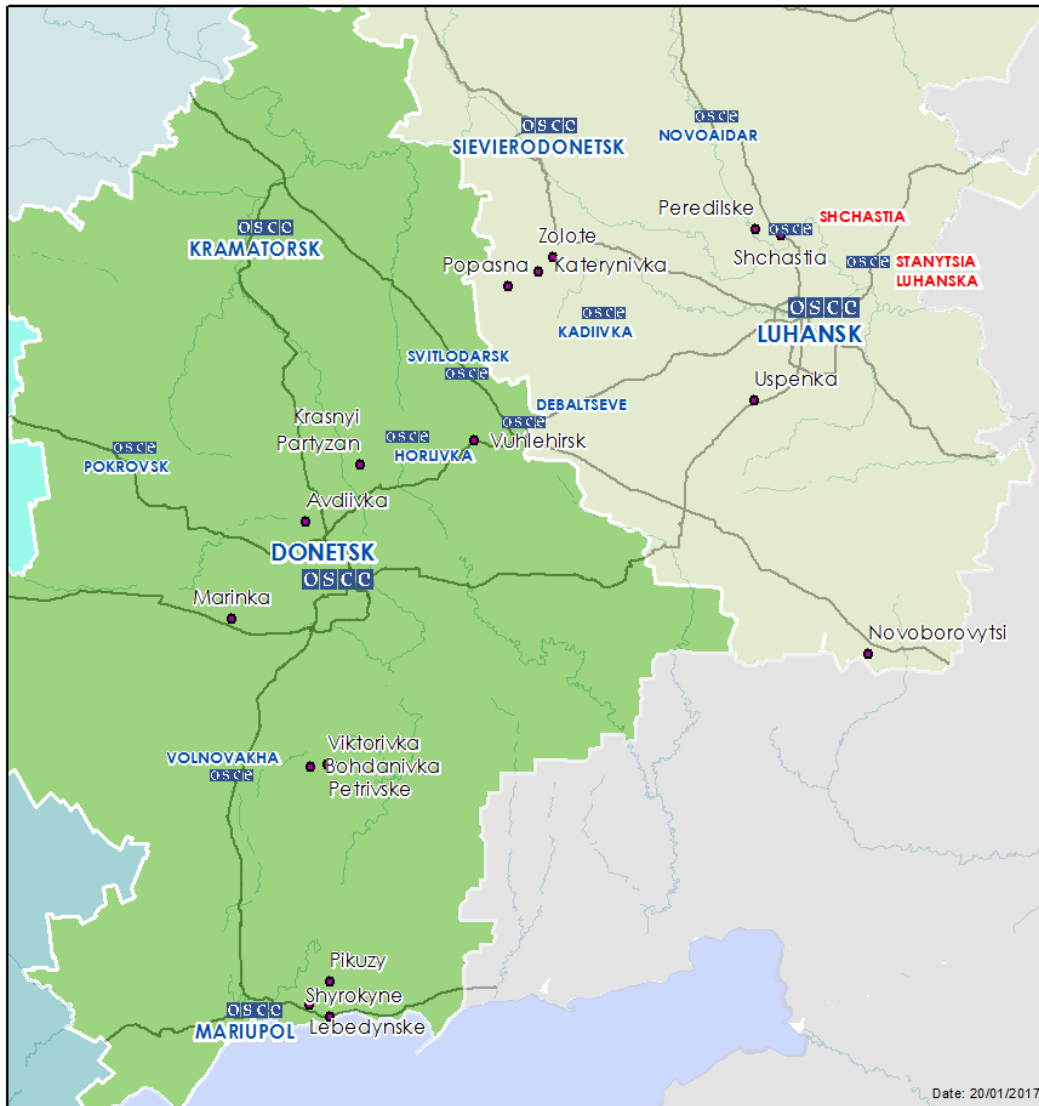 OSCE
NOVOAIDAR
OSCE
SIEVIERODONETSK
Peredilske
SHCHASTIA
OSCE
Shchastia
OSCE
KRAMATORSK
Zolote
Popasna
Katerynivka
OSCE
STANYTSIA
LUHANSKA
OSCE
KADIIVKA
OSCE
LUHANSK
SVITLODARSK
OSCE
Uspenka
DEBALTSEVE
OSCE
Krasnyi
Partyzan
OSCE
HORLIVKA
Vuhlehirsk
OSCE
POKROVSK
Avdiivka
DONETSK
OSCE
Marinka
Novoborovytsi
VOLNOVAKHA
OSCE
Viktorivka
Bohdanivka
Petrivske
Pikuzy
Shyrokyne
OSCE
MARIUPOL
Lebedynske
Date: 20/01/2017